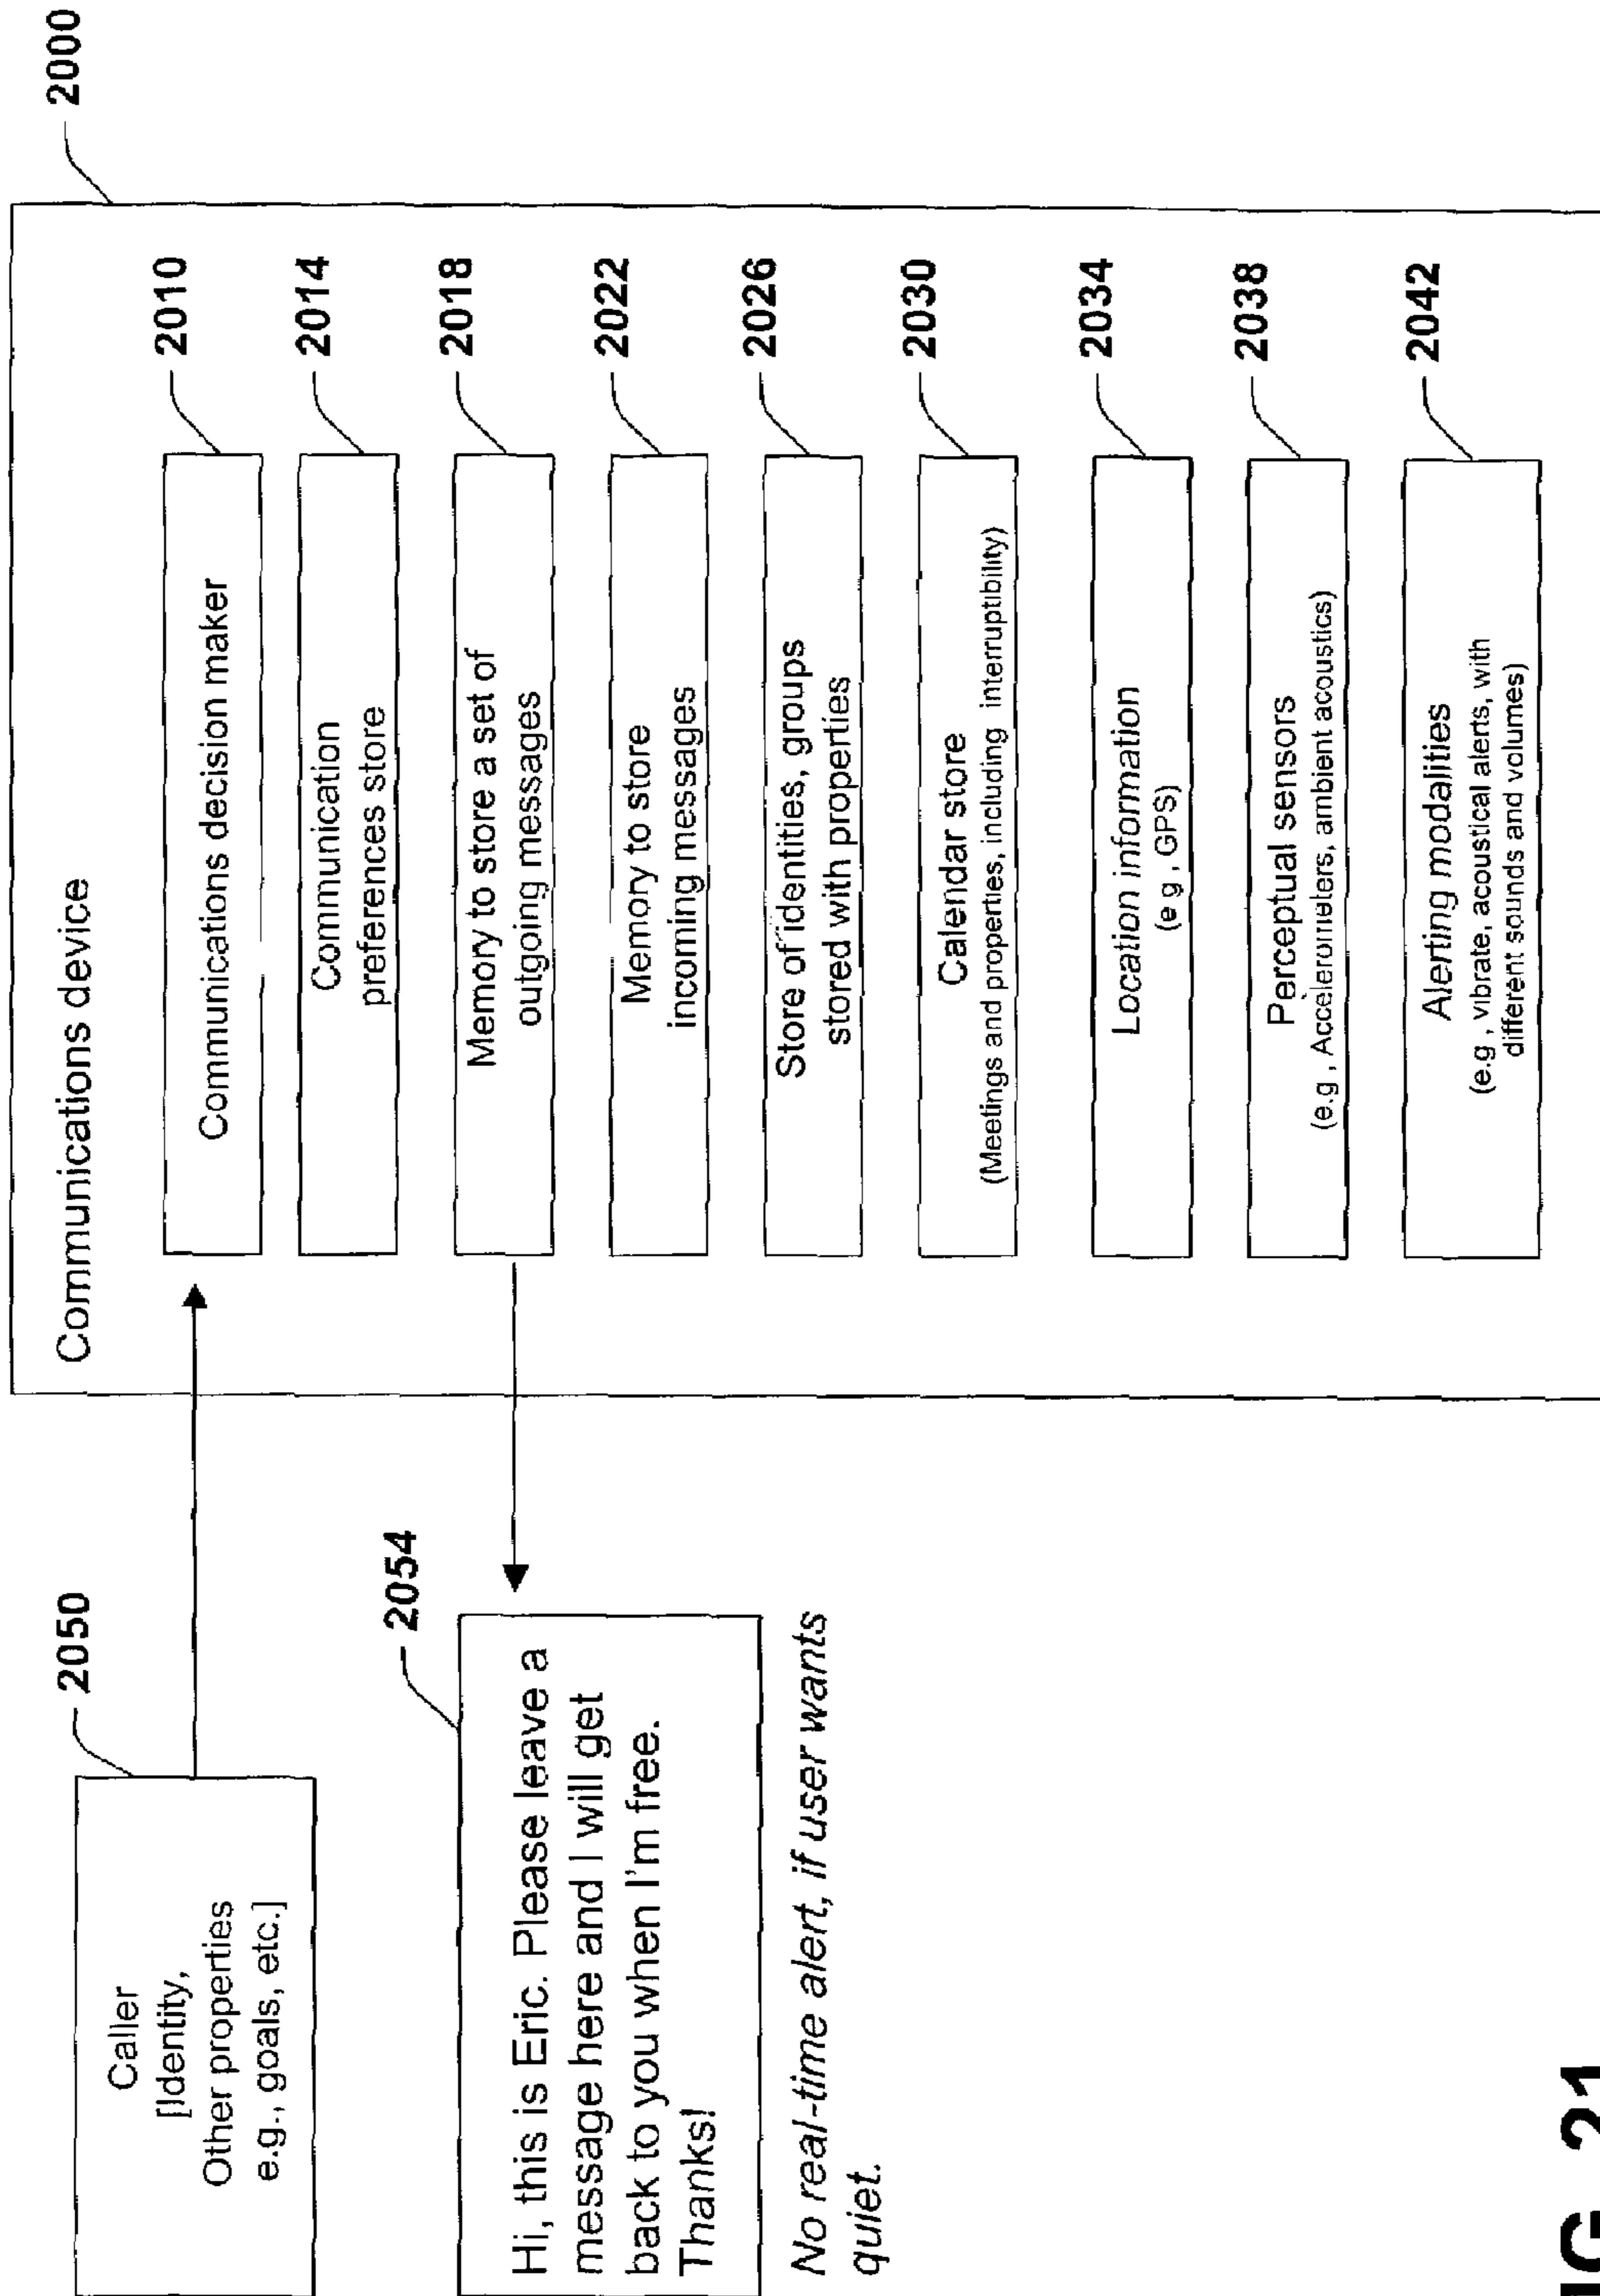 2000
Communications device
Communications decision maker
2010
Communication
preferences store
2014
Memory to store a set of
outgoing messages
2018
Memory to store
incoming messages
2022
Store of identities, groups
stored with properties
2026
Calendar store
(Meetings and properties, including interruptibility)
2030
Location information
(e g , GPS)
2034
Perceptual sensors
(e.g , Accelerometers, ambient acoustics)
2038
Alerting modalities
(e.g , vibrate, acoustical alerts, with
different sounds and volumes)
2042
2050
Caller
[Identity,
Other properties
e.g., goals, etc.]
2054
Hi, this is Eric. Please leave a
message here and I will get
back to you when I'm free.
Thanks!
No real-time alert, if user wants
quiet.
IG. 21